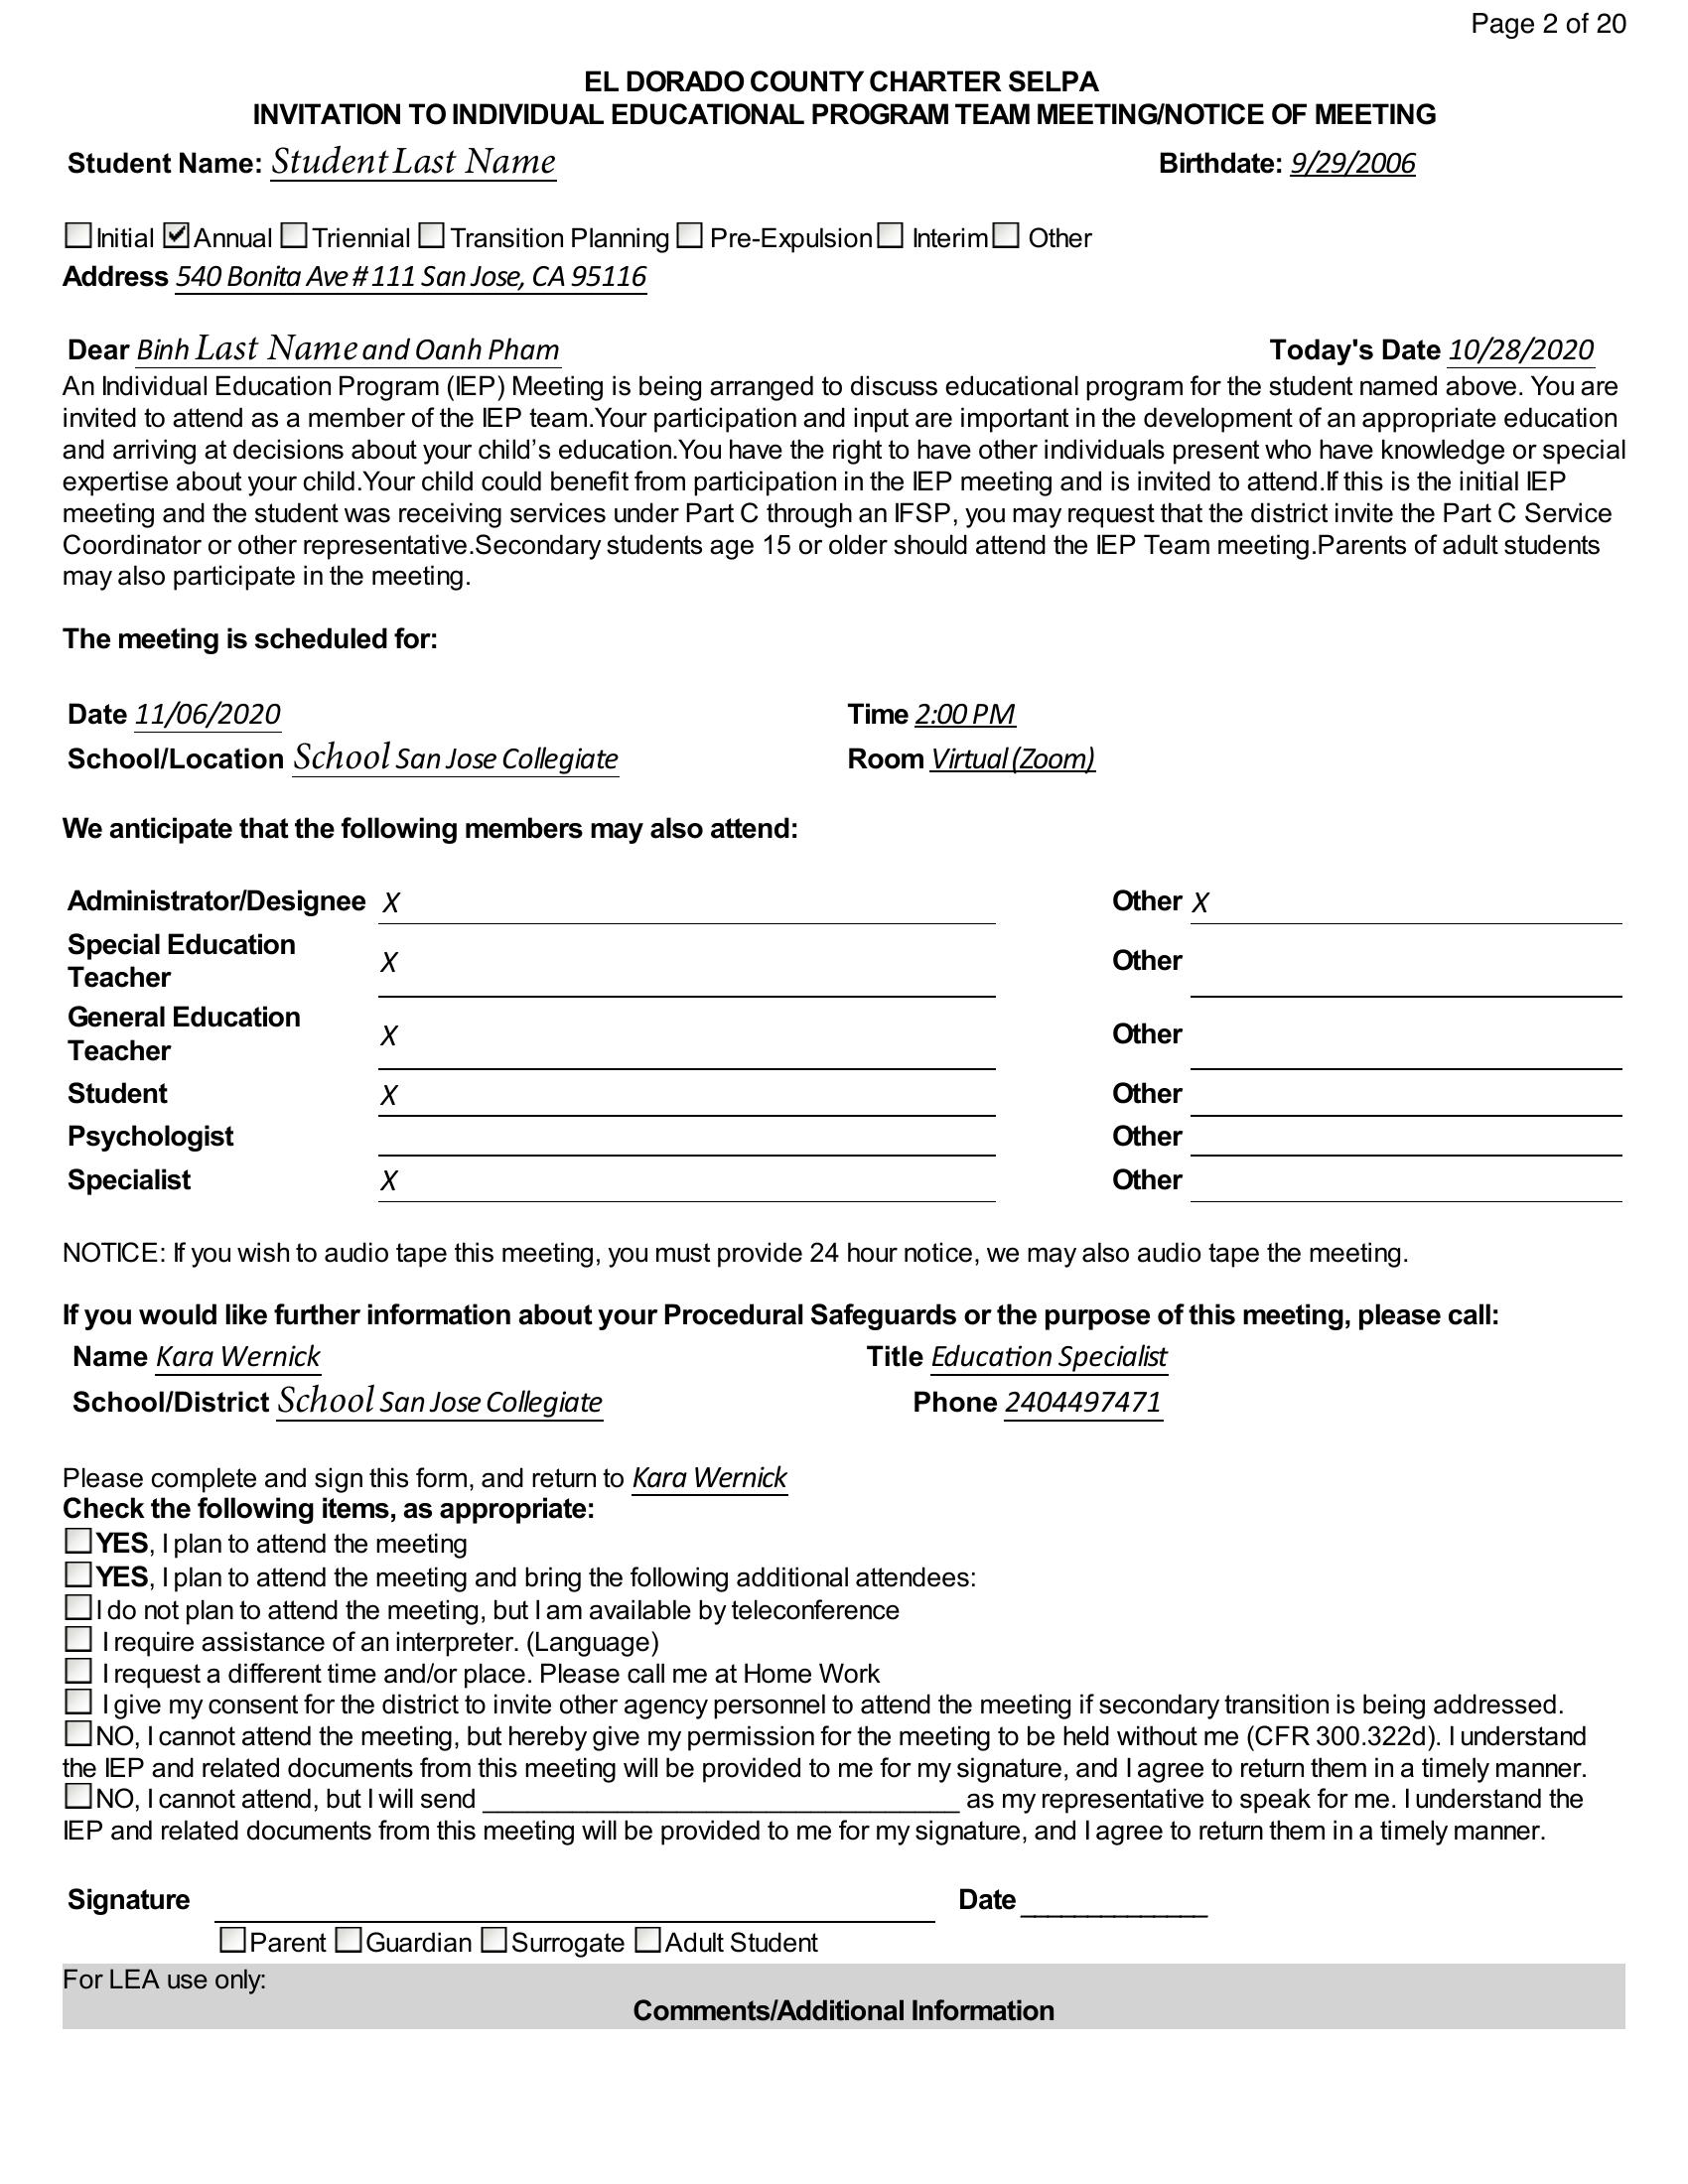 Page 2 of 20
EL DORADO COUNTY CHARTER SELPA
INVITATION TO INDIVIDUAL EDUCATIONAL PROGRAM TEAM MEETING/NOTICE OF MEETING
Student Name: Student Last Name Birthdate: 9/29/2006
Initial Annual Triennial Transition Planning Pre-Expulsion Interim Other
Address 540 Bonita Ave # 111 San Jose, CA 95116
Dear Binh Last Name and Oanh Pham Today's Date 10/28/2020
An Individual Education Program (IEP) Meeting is being arranged to discuss educational program for the student named above. You are
invited to attend as a member of the IEP team.Your participation and input are important in the development of an appropriate education
and arriving at decisions about your child’s education.You have the right to have other individuals present who have knowledge or special
expertise about your child.Your child could benefit from participation in the IEP meeting and is invited to attend.If this is the initial IEP
meeting and the student was receiving services under Part C through an IFSP, you may request that the district invite the Part C Service
Coordinator or other representative.Secondary students age 15 or older should attend the IEP Team meeting.Parents of adult students
may also participate in the meeting.
The meeting is scheduled for:
Date 11/06/2020 Time 2:00 PM
School/Location School San Jose Collegiate Room Virtual (Zoom)
We anticipate that the following members may also attend:
Administrator/Designee X Other X
Special Education
Teacher X Other
General Education
Teacher X Other
Student X Other
Psychologist Other
Specialist X Other
NOTICE: If you wish to audio tape this meeting, you must provide 24 hour notice, we may also audio tape the meeting.
If you would like further information about your Procedural Safeguards or the purpose of this meeting, please call:
Name Kara Wernick Title Education Specialist
School/District School San Jose Collegiate Phone 2404497471
Please complete and sign this form, and return to Kara Wernick
Check the following items, as appropriate:
YES, I plan to attend the meeting
YES, I plan to attend the meeting and bring the following additional attendees:
I do not plan to attend the meeting, but I am available by teleconference
I require assistance of an interpreter. (Language)
I request a different time and/or place. Please call me at Home Work
I give my consent for the district to invite other agency personnel to attend the meeting if secondary transition is being addressed.
NO, I cannot attend the meeting, but hereby give my permission for the meeting to be held without me (CFR 300.322d). I understand
the IEP and related documents from this meeting will be provided to me for my signature, and I agree to return them in a timely manner.
NO, I cannot attend, but I will send __________________________________ as my representative to speak for me. I understand the
IEP and related documents from this meeting will be provided to me for my signature, and I agree to return them in a timely manner.
Signature Date ______________
Parent Guardian Surrogate Adult Student
For LEA use only:
Comments/Additional Information